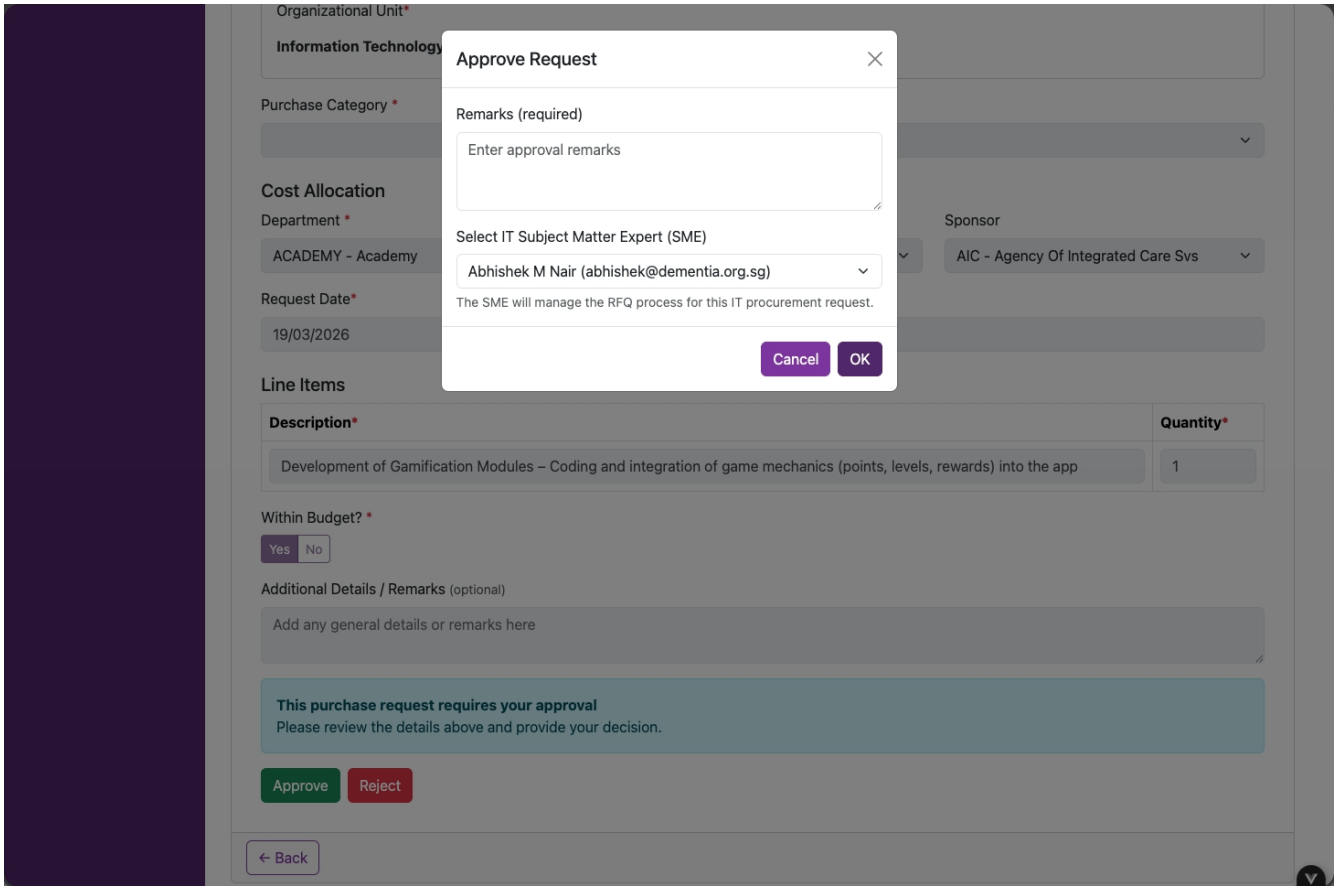 Organizational Unit*
Information Technology
Approve Request
Remarks (required)
Enter approval remarks
Select IT Subject Matter Expert (SME)
Abhishek M Nair (abhishek@dementia.org.sg)
The SME will manage the RFQ process for this IT procurement request.
Cancel OK
Purchase Category *
Cost Allocation
Department * Sponsor
ACADEMY - Academy AIC - Agency Of Integrated Care Svs
Request Date*
19/03/2026
Line Items
Description* Quantity*
Development of Gamification Modules – Coding and integration of game mechanics (points, levels, rewards) into the app 1
Within Budget? *
Yes No
Additional Details / Remarks (optional)
Add any general details or remarks here
This purchase request requires your approval
Please review the details above and provide your decision.
Approve Reject
← Back